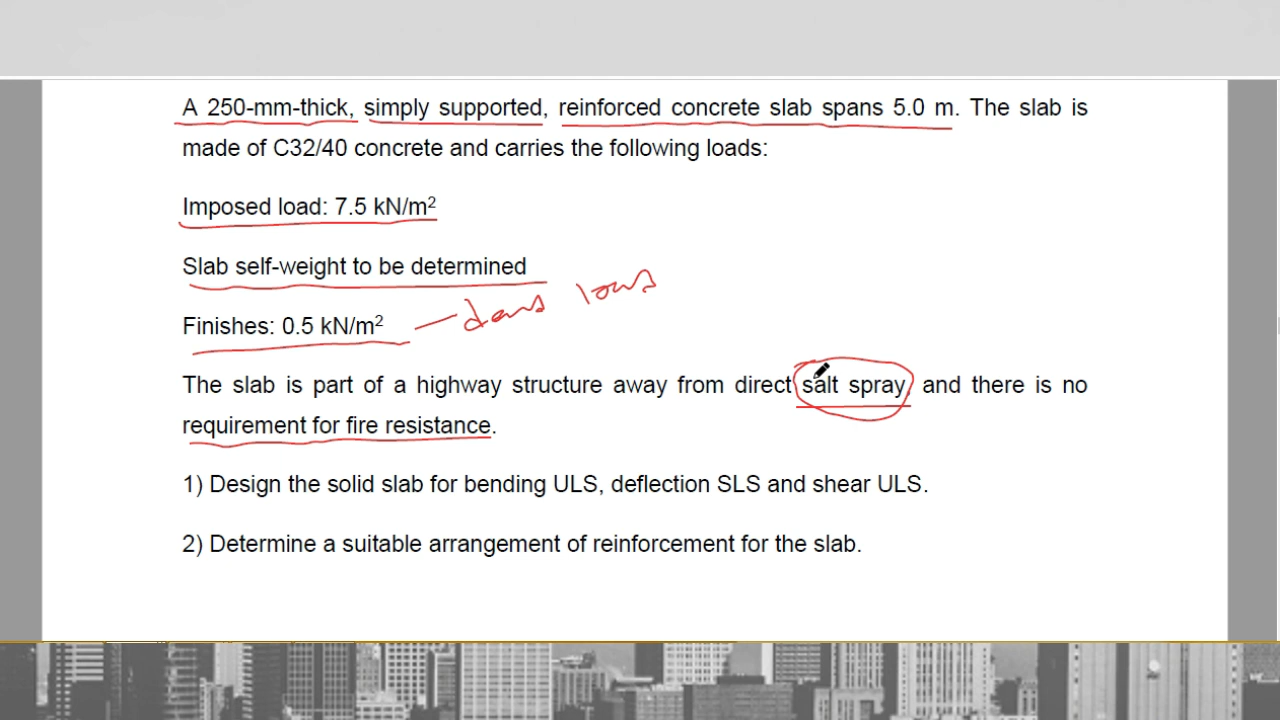 A 250-mm-thick, simply supported, reinforced concrete slab spans 5.0 m. The slab is
made of C32/40 concrete and carries the following loads:
Imposed load: 7.5 kN/m²
Slab self-weight to be determined
Finishes: 0.5 kN/m²
The slab is part of a highway structure away from direct salt spray, and there is no
requirement for fire resistance.
1) Design the solid slab for bending ULS, deflection SLS and shear ULS.
2) Determine a suitable arrangement of reinforcement for the slab.